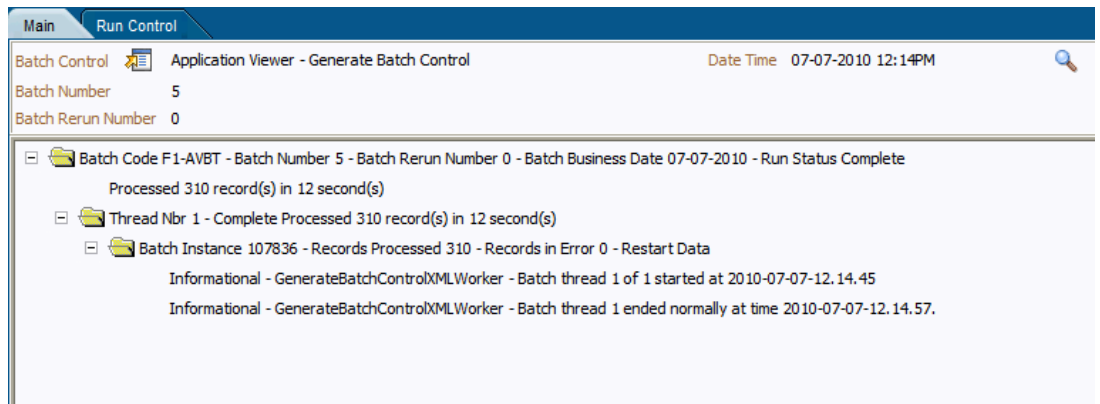 Main Run Control
Batch Control Application Viewer - Generate Batch Control Date Time 07-07-2010 12:14PM
Batch Number 5
Batch Rerun Number 0
Batch Code F1-AVBT - Batch Number 5 - Batch Rerun Number 0 - Batch Business Date 07-07-2010 - Run Status Complete
Processed 310 record(s) in 12 second(s)
Thread Nbr 1 - Complete Processed 310 record(s) in 12 second(s)
Batch Instance 107836 - Records Processed 310 - Records in Error 0 - Restart Data
Informational - GenerateBatchControlXMLWorker - Batch thread 1 of 1 started at 2010-07-07-12.14.45
Informational - GenerateBatchControlXMLWorker - Batch thread 1 ended normally at time 2010-07-07-12.14.57.